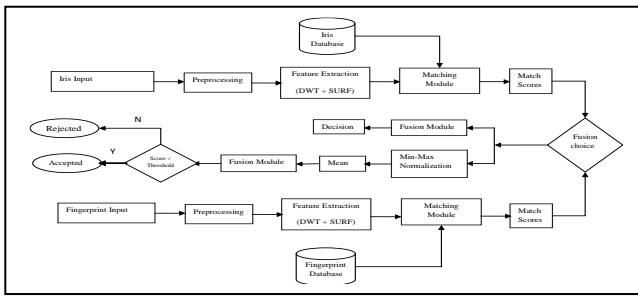 Iris
Database
Iris Input
Preprocessing
Feature Extraction
(DWT + SURF)
Matching
Module
Match
Scores
N
Rejected
Decision
Fusion Module
Fusion
choice
Y
Accepted
Score <
Threshold
Fusion Module
Mean
Min-Max
Normalization
Fingerprint Input
Preprocessing
Feature Extraction
(DWT + SURF)
Matching
Module
Match
Scores
Fingerprint
Database